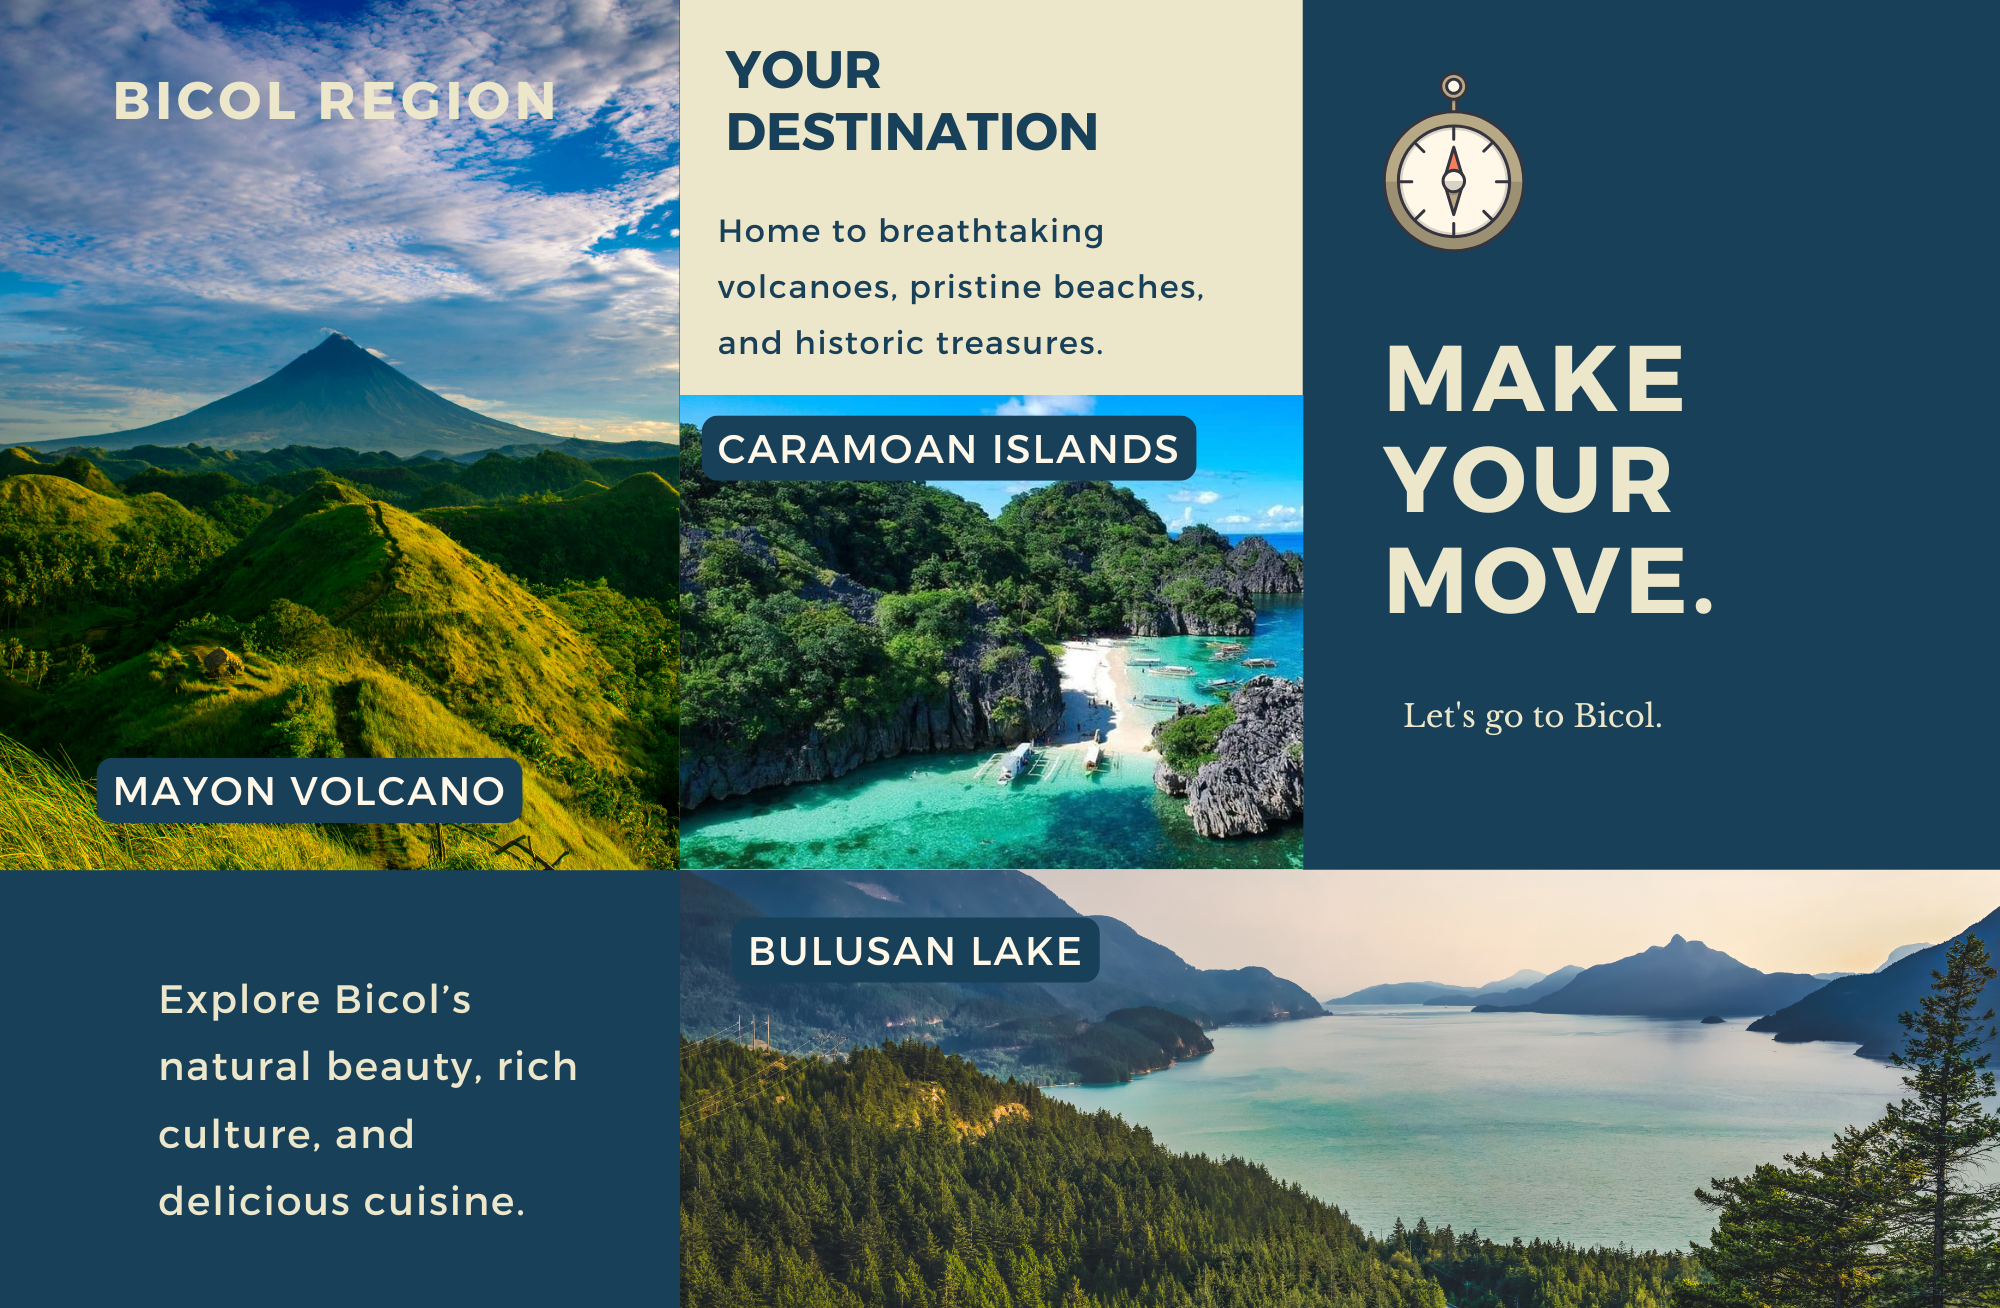 BICOL REGION
MAYON VOLCANO
YOUR
DESTINATION
Home to breathtaking
volcanoes, pristine beaches,
and historic treasures.
CARAMOAN ISLANDS
MAKE
YOUR
MOVE.
Let's go to Bicol.
Explore Bicol’s
natural beauty, rich
culture, and
delicious cuisine.
BULUSAN LAKE